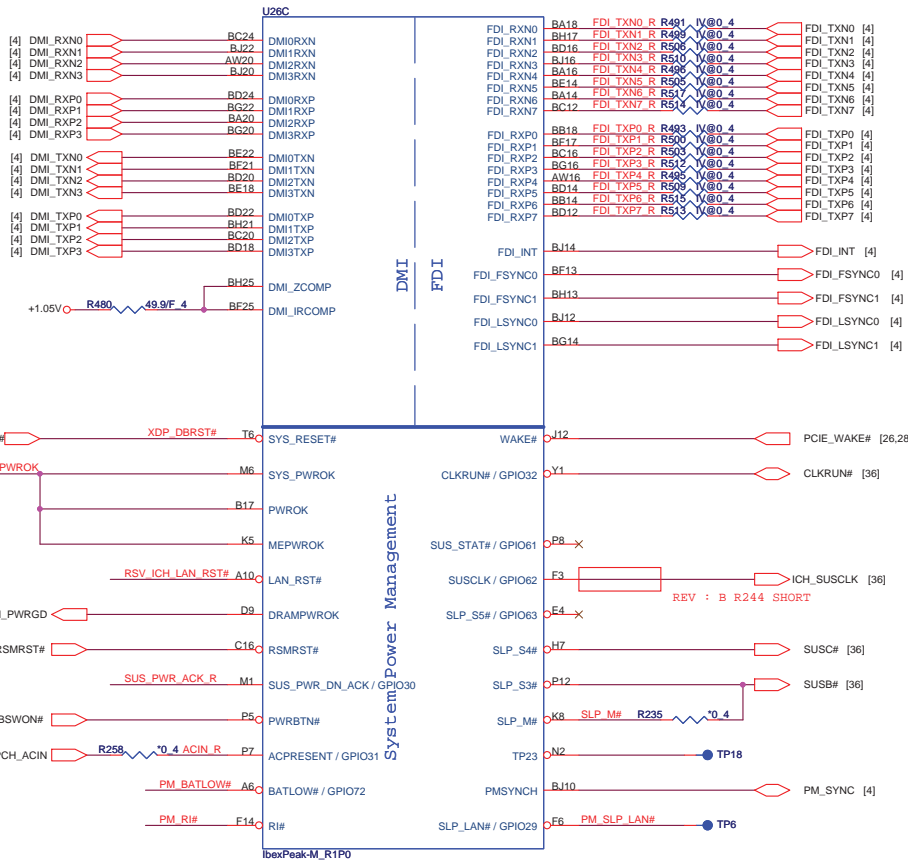 U26C
[4] DMI_RXN0 BC24 DMI0RXN
[4] DMI_RXN1 BJ22 DMI1RXN
[4] DMI_RXN2 AW20 DMI2RXN
[4] DMI_RXN3 BJ20 DMI3RXN
[4] DMI_RXP0 BD24 DMI0RXP
[4] DMI_RXP1 BG22 DMI1RXP
[4] DMI_RXP2 BA20 DMI2RXP
[4] DMI_RXP3 BG20 DMI3RXP
[4] DMI_TXN0 BE22 DMI0TXN
[4] DMI_TXN1 BF21 DMI1TXN
[4] DMI_TXN2 BD20 DMI2TXN
[4] DMI_TXN3 BE18 DMI3TXN
[4] DMI_TXP0 BD22 DMI0TXP
[4] DMI_TXP1 BH21 DMI1TXP
[4] DMI_TXP2 BC20 DMI2TXP
[4] DMI_TXP3 BD18 DMI3TXP
BH25 DMI_ZCOMP
+1.05V R480 49.9/F_4 BF25 DMI_IRCOMP
DMI
FDI
FDI_RXN0 BA18 FDI_TXN0_R R491 IV@0_4 FDI_TXN0 [4]
FDI_RXN1 BH17 FDI_TXN1_R R499 IV@0_4 FDI_TXN1 [4]
FDI_RXN2 BD16 FDI_TXN2_R R506 IV@0_4 FDI_TXN2 [4]
FDI_RXN3 BJ16 FDI_TXN3_R R510 IV@0_4 FDI_TXN3 [4]
FDI_RXN4 BA16 FDI_TXN4_R R496 IV@0_4 FDI_TXN4 [4]
FDI_RXN5 BE14 FDI_TXN5_R R505 IV@0_4 FDI_TXN5 [4]
FDI_RXN6 BA14 FDI_TXN6_R R517 IV@0_4 FDI_TXN6 [4]
FDI_RXN7 BC12 FDI_TXN7_R R514 IV@0_4 FDI_TXN7 [4]
FDI_RXP0 BB18 FDI_TXP0_R R493 IV@0_4 FDI_TXP0 [4]
FDI_RXP1 BF17 FDI_TXP1_R R500 IV@0_4 FDI_TXP1 [4]
FDI_RXP2 BC16 FDI_TXP2_R R503 IV@0_4 FDI_TXP2 [4]
FDI_RXP3 BG16 FDI_TXP3_R R512 IV@0_4 FDI_TXP3 [4]
FDI_RXP4 AW16 FDI_TXP4_R R495 IV@0_4 FDI_TXP4 [4]
FDI_RXP5 BD14 FDI_TXP5_R R509 IV@0_4 FDI_TXP5 [4]
FDI_RXP6 BB14 FDI_TXP6_R R515 IV@0_4 FDI_TXP6 [4]
FDI_RXP7 BD12 FDI_TXP7_R R513 IV@0_4 FDI_TXP7 [4]
FDI_INT BJ14 FDI_INT [4]
FDI_FSYNC0 BF13 FDI_FSYNC0 [4]
FDI_FSYNC1 BH13 FDI_FSYNC1 [4]
FDI_LSYNC0 BJ12 FDI_LSYNC0 [4]
FDI_LSYNC1 BG14 FDI_LSYNC1 [4]
# XDP_DBRST# T6 SYS_RESET#
PWROK M6 SYS_PWROK
B17 PWROK
K5 MEPWROK
RSV_ICH_LAN_RST# A10 LAN_RST#
_PWRGD D9 DRAMPWROK
RSMRST# C16 RSMRST#
SUS_PWR_ACK_R M1 SUS_PWR_DN_ACK / GPIO30
BSWON# P5 PWRBTN#
PCH_ACIN R258 *0_4 ACIN_R P7 ACPRESENT / GPIO31
PM_BATLOW# A6 BATLOW# / GPIO72
PM_RI# F14 RI#
System Power Management
WAKE# J12 PCIE_WAKE# [26,28
CLKRUN# / GPIO32 Y1 CLKRUN# [36]
SUS_STAT# / GPIO61 P8
SUSCLK / GPIO62 F3 ICH_SUSCLK [36]
REV : B R244 SHORT
SLP_S5# / GPIO63 E4
SLP_S4# H7 SUSC# [36]
SLP_S3# P12 SUSB# [36]
SLP_M# K8 SLP_M# R235 *0_4
TP23 N2 TP18
PMSYNCH BJ10 PM_SYNC [4]
SLP_LAN# / GPIO29 F6 PM_SLP_LAN# TP6
IbexPeak-M_R1P0